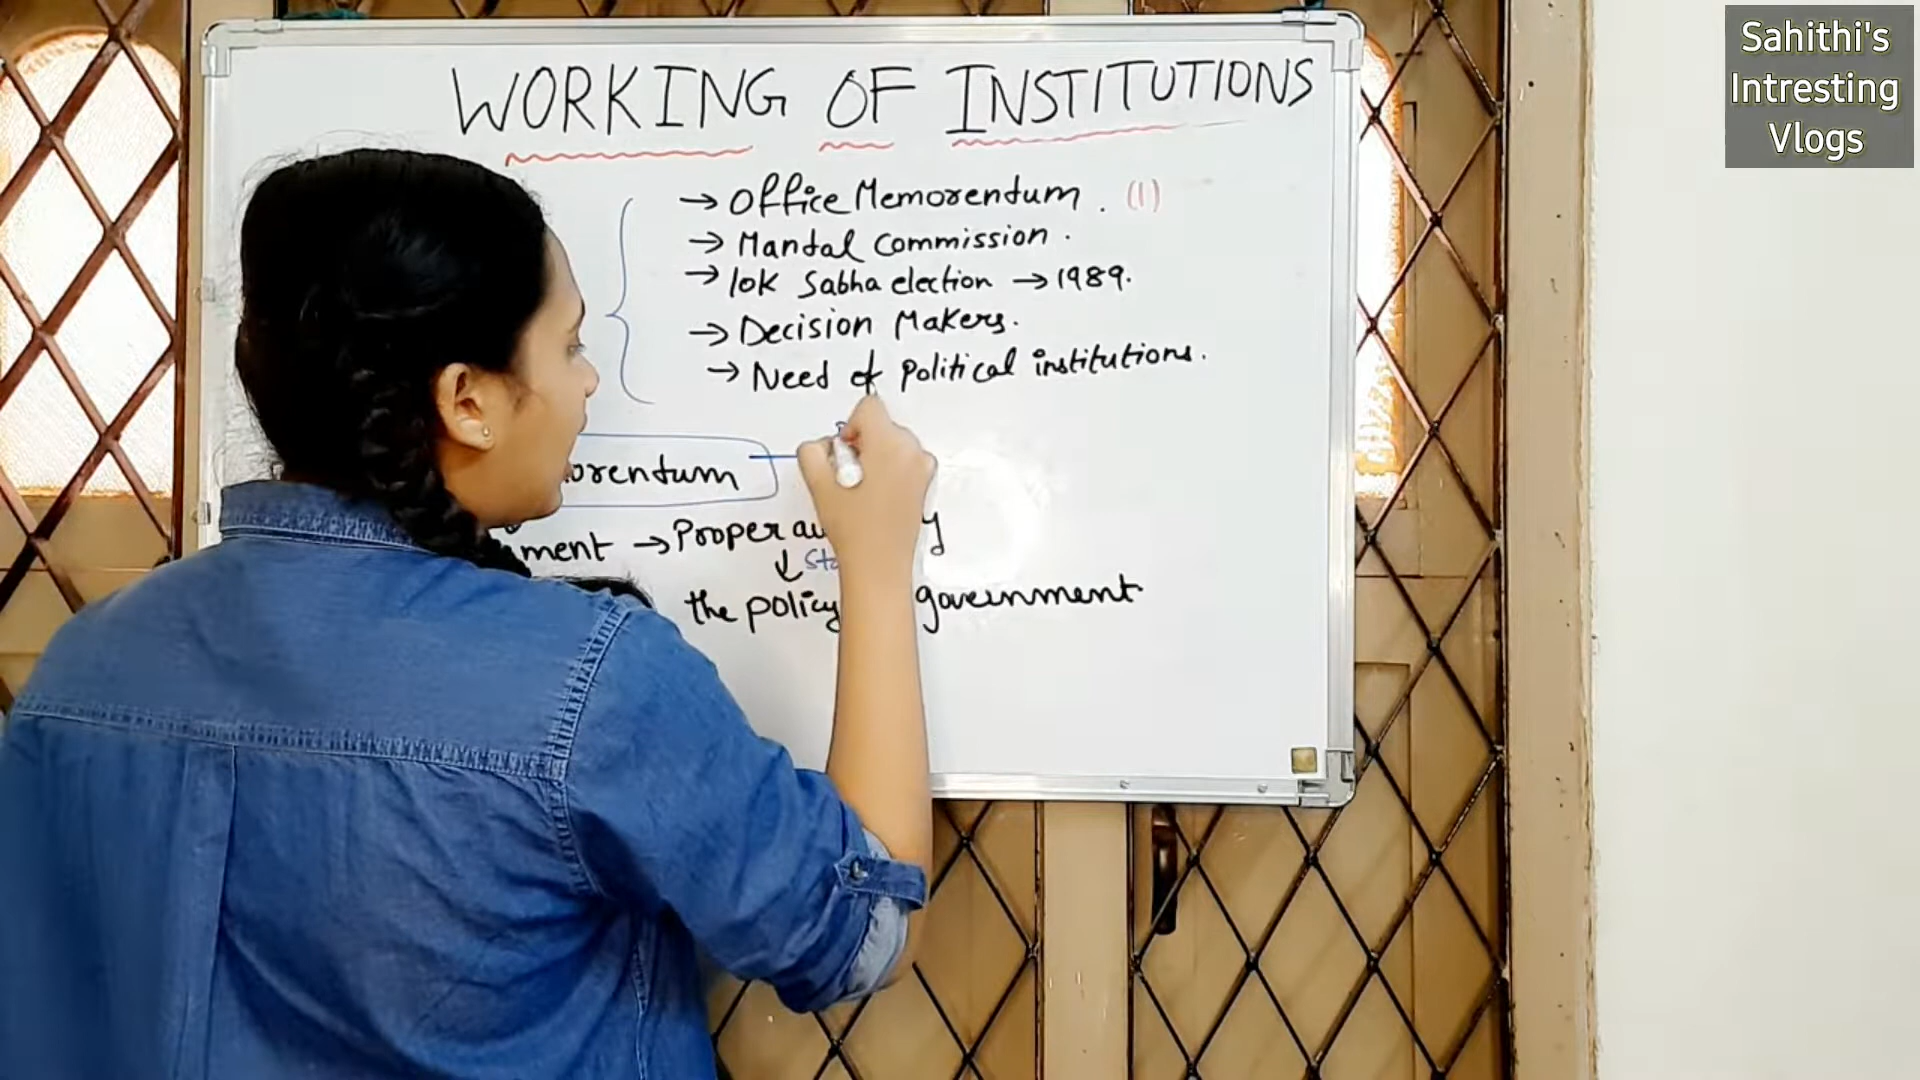 Sahithi's
Intresting
Vlogs
WORKING OF INSTITUTIONS
→ Office Memorendum. (1)
→ Mandal Commission.
→ lok Sabha election → 1989.
→ Decision Makers.
→ Need of political institutions.
orendum
ment → Proper
↓
the policy government